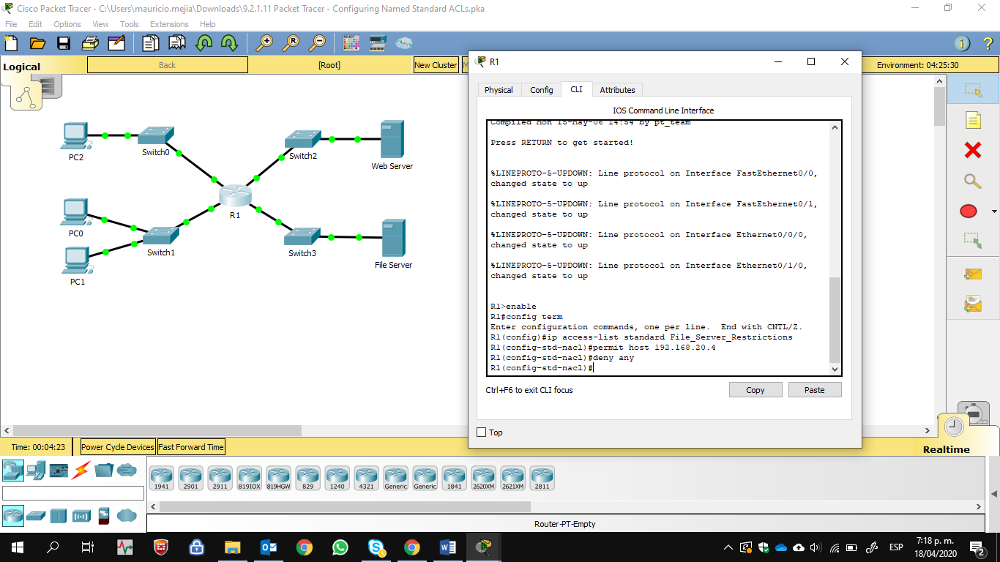 Cisco Packet Tracer - C:\Users\mauricio.mejia\Downloads\9.2.1.11 Packet Tracer - Configuring Named Standard ACLs.pka
File Edit Options View Tools Extensions Help
Logical
Back
[Root]
New Cluster
Environment: 04:25:30
R1
Physical Config CLI Attributes
IOS Command Line Interface
Compiled Mon 15-May-06 14:54 by pt_team
Press RETURN to get started!
%LINEPROTO-5-UPDOWN: Line protocol on Interface FastEthernet0/0,
changed state to up
%LINEPROTO-5-UPDOWN: Line protocol on Interface FastEthernet0/1,
changed state to up
%LINEPROTO-5-UPDOWN: Line protocol on Interface Ethernet0/0/0,
changed state to up
%LINEPROTO-5-UPDOWN: Line protocol on Interface Ethernet0/1/0,
changed state to up
R1>enable
R1#config term
Enter configuration commands, one per line.  End with CNTL/Z.
R1(config)#ip access-list standard File_Server_Restrictions
R1(config-std-nacl)#permit host 192.168.20.4
R1(config-std-nacl)#deny any
R1(config-std-nacl)#
Ctrl+F6 to exit CLI focus
Copy
Paste
Top
PC2
Switch0
Switch2
Web Server
R1
PC0
Switch1
Switch3
File Server
PC1
Time: 00:04:23
Power Cycle Devices
Fast Forward Time
Realtime
1941 2901 2911 819IOX 819HGW 829 1240 4321 Generic Generic 1841 2620XM 2621XM 2811
Router-PT-Empty
ESP
7:18 p. m.
18/04/2020
2